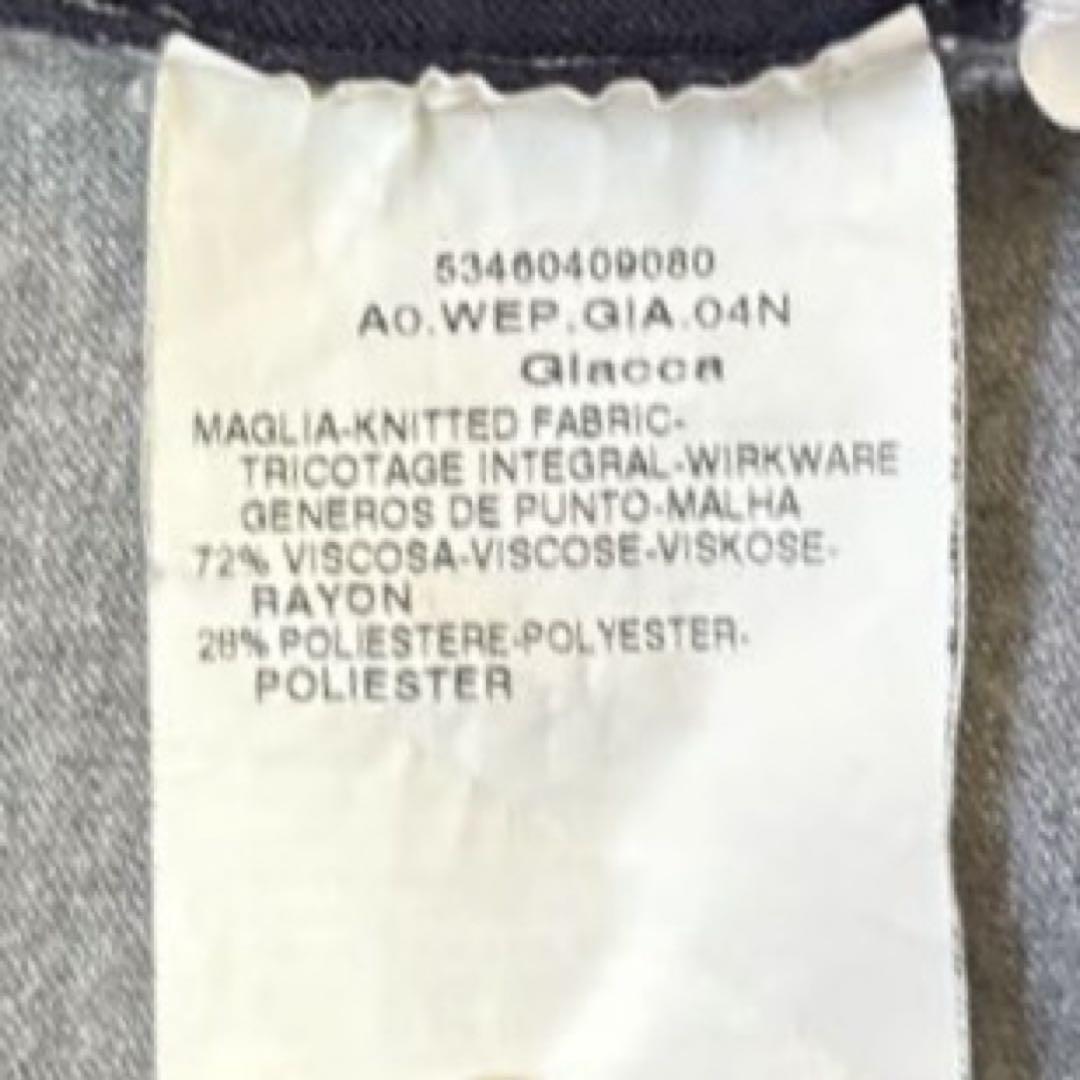 53460409080
A0.WEP.GIA.04N
Giacca
MAGLIA-KNITTED FABRIC-
TRICOTAGE INTEGRAL-WIRKWARE
GENEROS DE PUNTO-MALHA
72% VISCOSA-VISCOSE-VISKOSE-
RAYON
28% POLIESTERE-POLYESTER-
POLIESTER